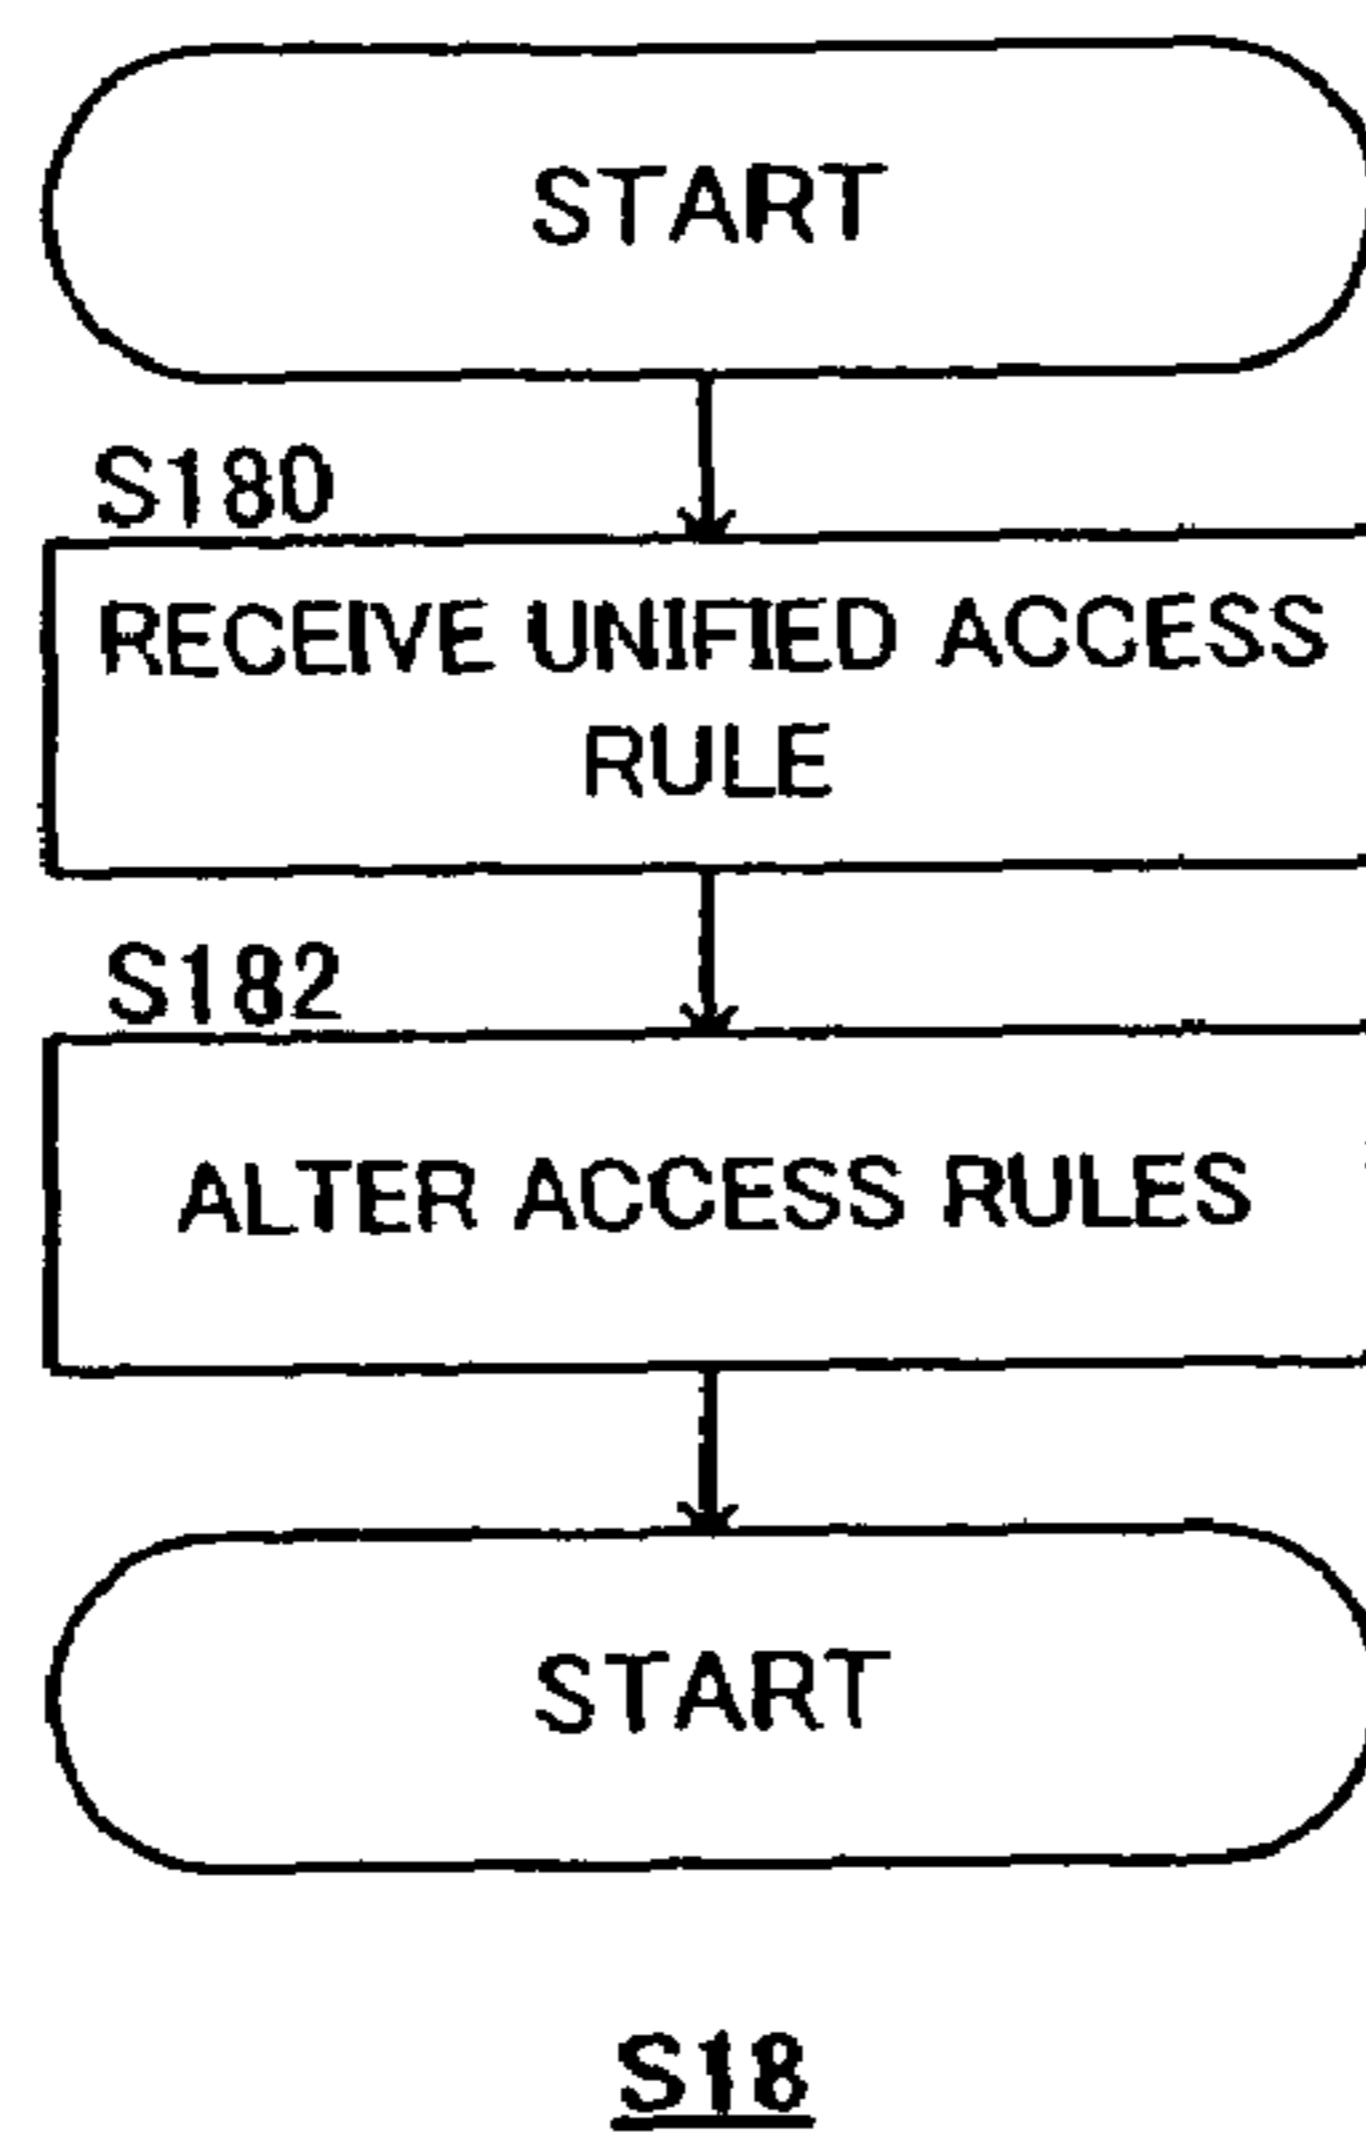 START
S180
RECEIVE UNIFIED ACCESS
RULE
S182
ALTER ACCESS RULES
START
S18